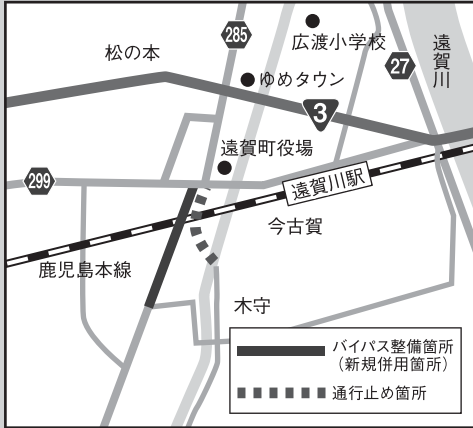 285
広渡小学校
松の本
27
遠賀川
ゆめタウン
3
遠賀町役場
299
遠賀川駅
今古賀
鹿児島本線
木守
バイパス整備箇所
(新規併用箇所)
通行止め箇所